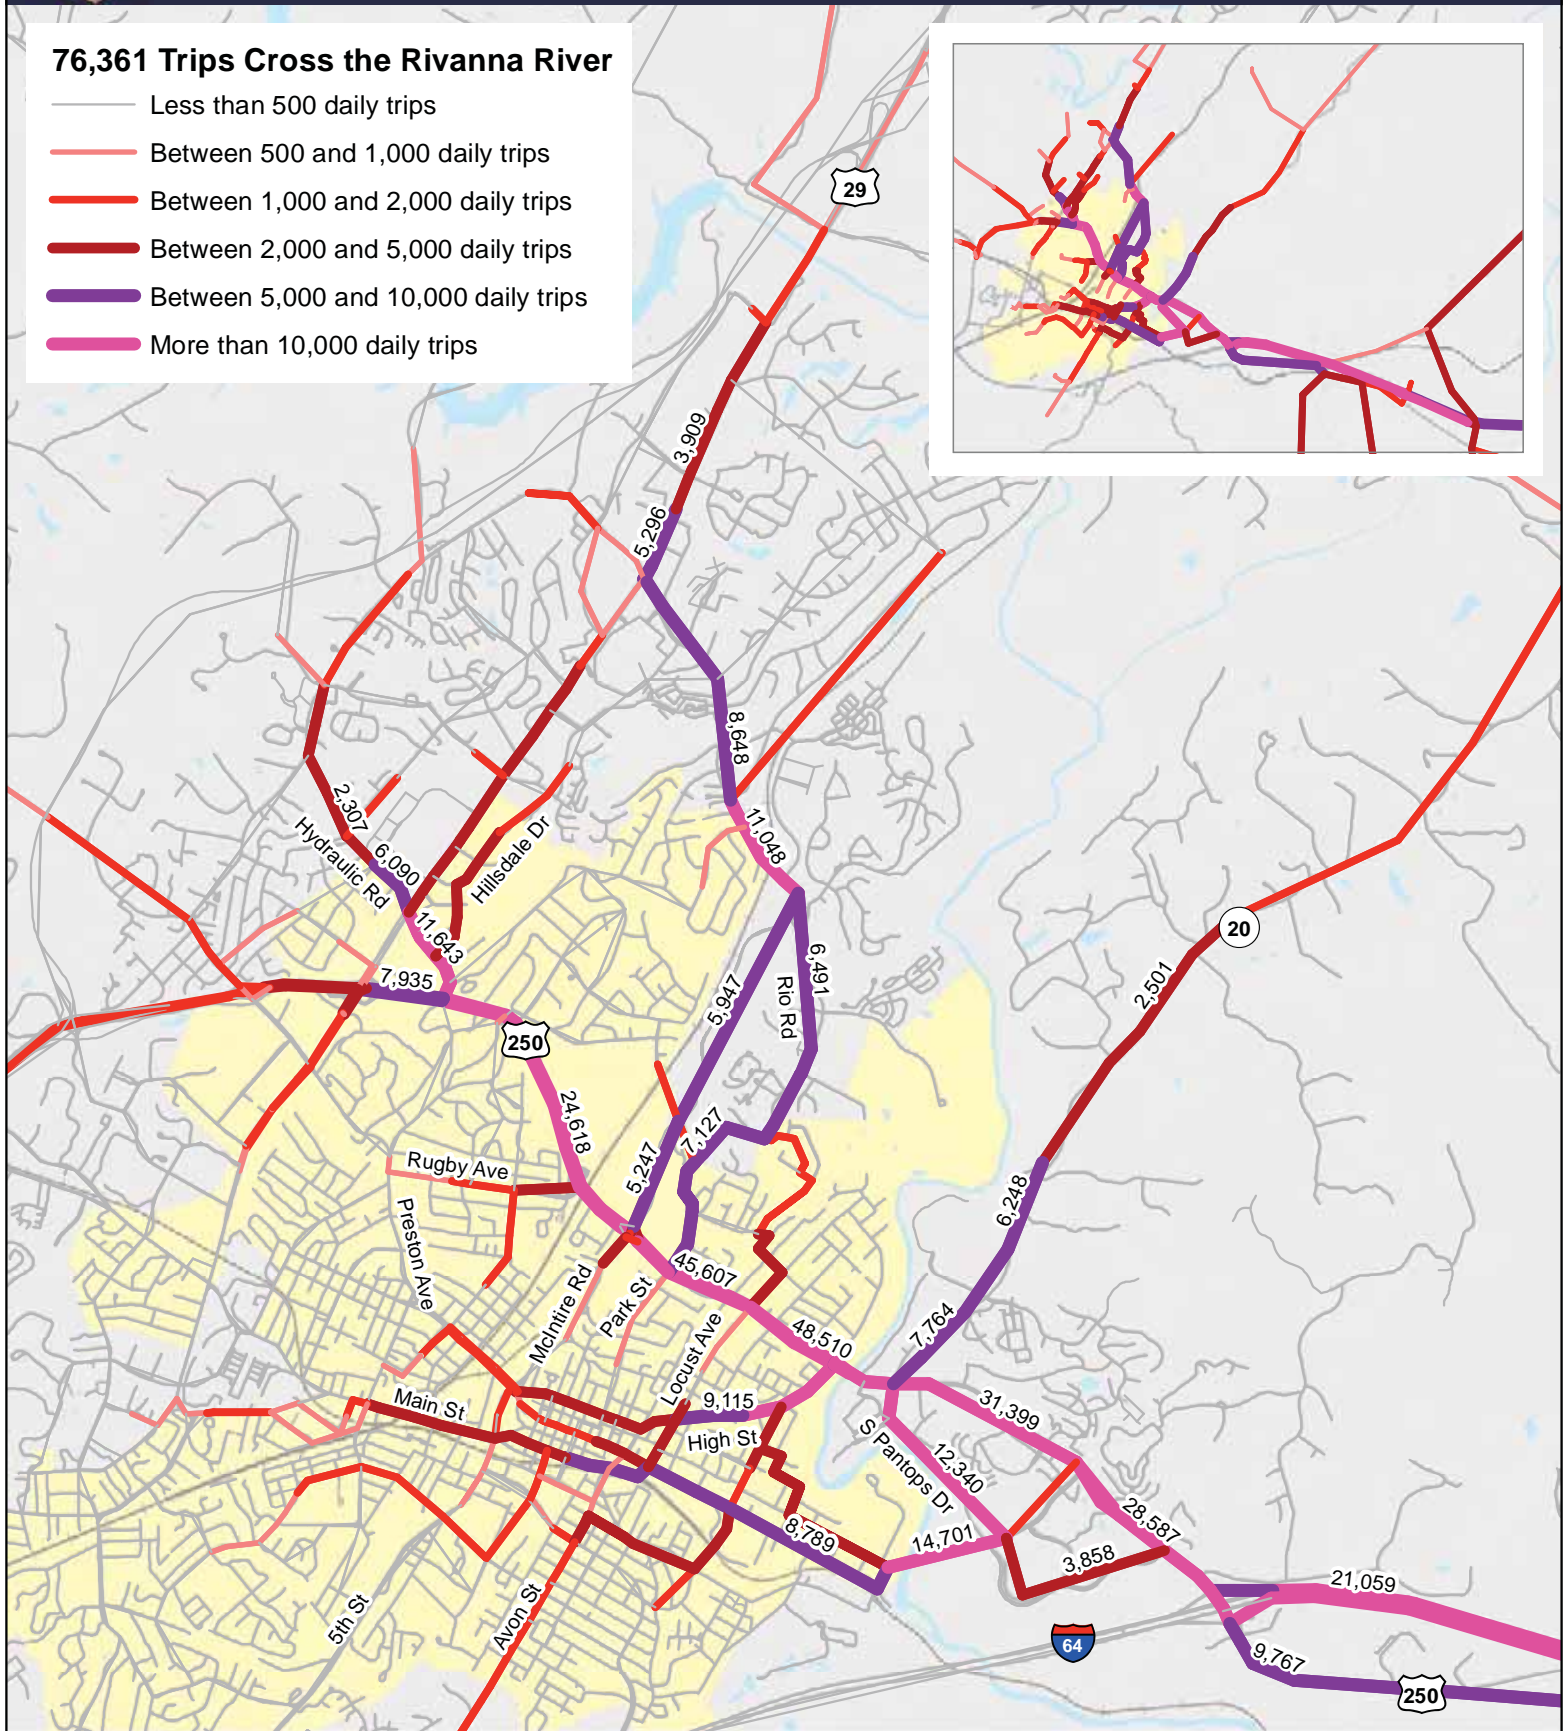 76,361 Trips Cross the Rivanna River
Less than 500 daily trips
Between 500 and 1,000 daily trips
Between 1,000 and 2,000 daily trips
Between 2,000 and 5,000 daily trips
Between 5,000 and 10,000 daily trips
More than 10,000 daily trips
29
3,909
5,296
8,648
11,048
2,307
Hydraulic Rd
6,090
Hillsdale Dr
11,643
7,935
250
5,947
Rio Rd
6,491
20
2,501
24,618
7,127
5,247
Rugby Ave
Preston Ave
6,248
45,607
McIntire Rd
Park St
Locust Ave
48,510
7,764
Main St
9,115
High St
31,399
S Pantops Dr
12,340
8,789
14,701
28,587
3,858
21,059
5th St
Avon St
64
9,767
250